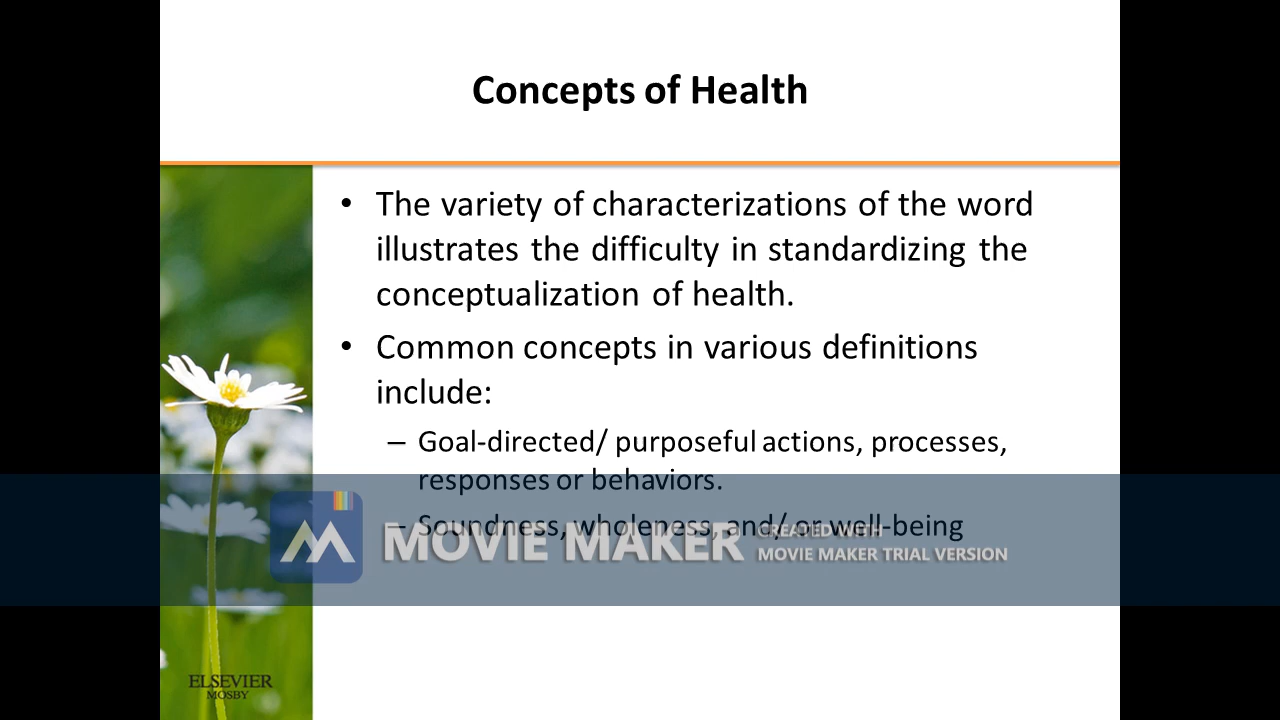 Concepts of Health
• The variety of characterizations of the word
illustrates the difficulty in standardizing the
conceptualization of health.
• Common concepts in various definitions
include:
– Goal-directed/ purposeful actions, processes,
responses or behaviors.
– Soundness, wholeness, and/ or well-being
MOVIE MAKER
CREATED WITH
MOVIE MAKER TRIAL VERSION
ELSEVIER
MOSBY